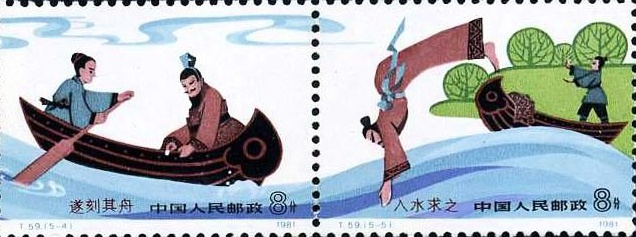 遂刻其舟 中国人民邮政 8分
T.59.(5-4) 1981
入水求之 中国人民邮政 8分
T.59.(5-5) 1981